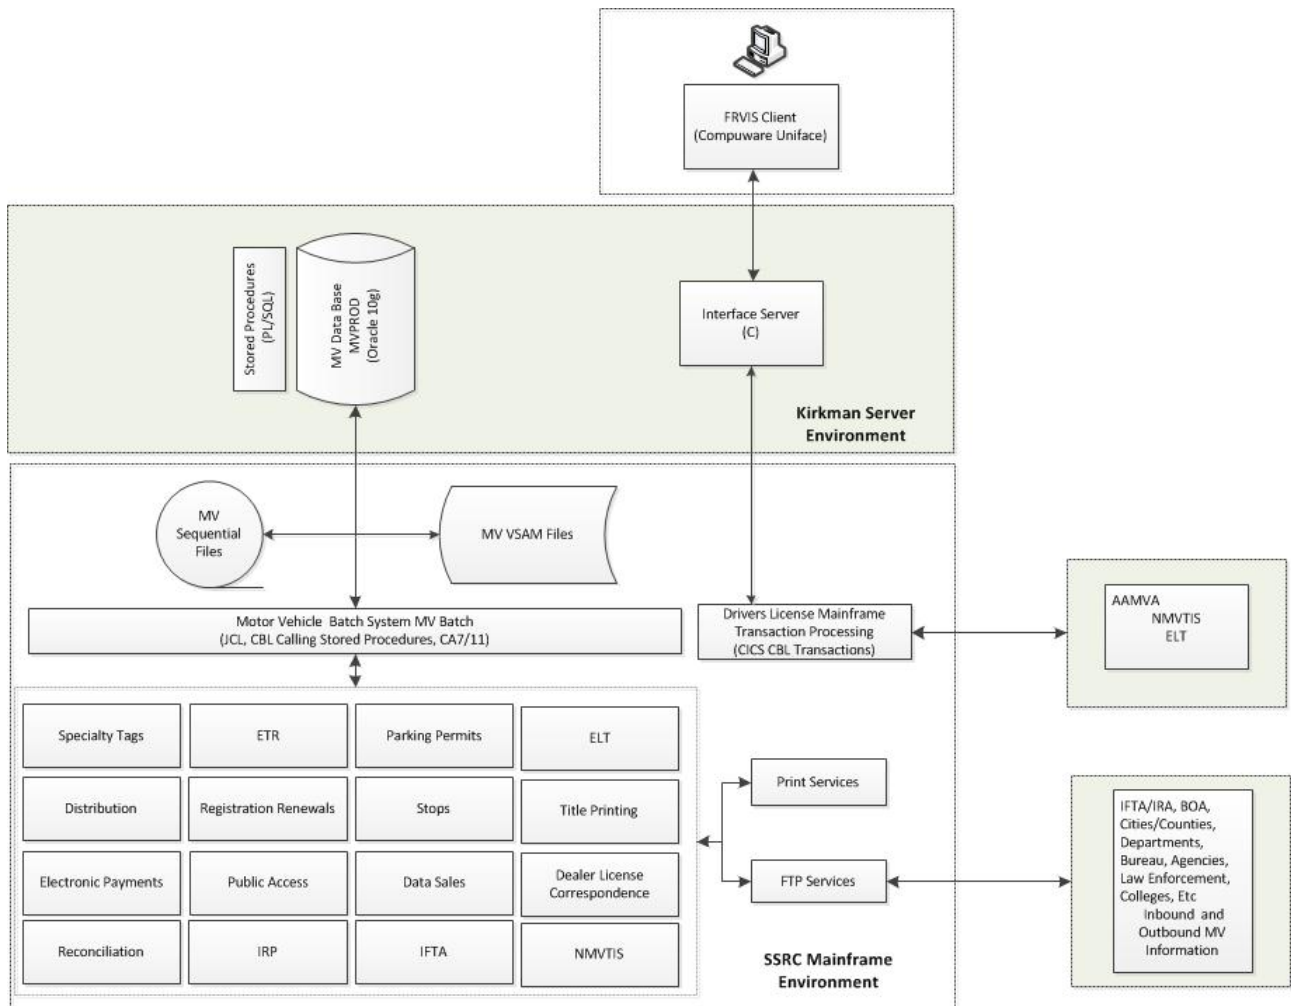 FRVIS Client
(Compuware Uniface)
Stored Procedures
(PL/SQL)
MV Data Base
MVPROD
(Oracle 10g)
Interface Server
(C)
Kirkman Server
Environment
MV
Sequential
Files
MV VSAM Files
Motor Vehicle Batch System MV Batch
(JCL, CBL Calling Stored Procedures, CA7/11)
Drivers License Mainframe
Transaction Processing
(CICS CBL Transactions)
AAMVA
NMVTIS
ELT
Specialty Tags
ETR
Parking Permits
ELT
Distribution
Registration Renewals
Stops
Title Printing
Electronic Payments
Public Access
Data Sales
Dealer License
Correspondence
Reconciliation
IRP
IFTA
NMVTIS
Print Services
FTP Services
IFTA/IRA, BOA,
Cities/Counties,
Departments,
Bureau, Agencies,
Law Enforcement,
Colleges, Etc
Inbound and
Outbound MV
Information
SSRC Mainframe
Environment